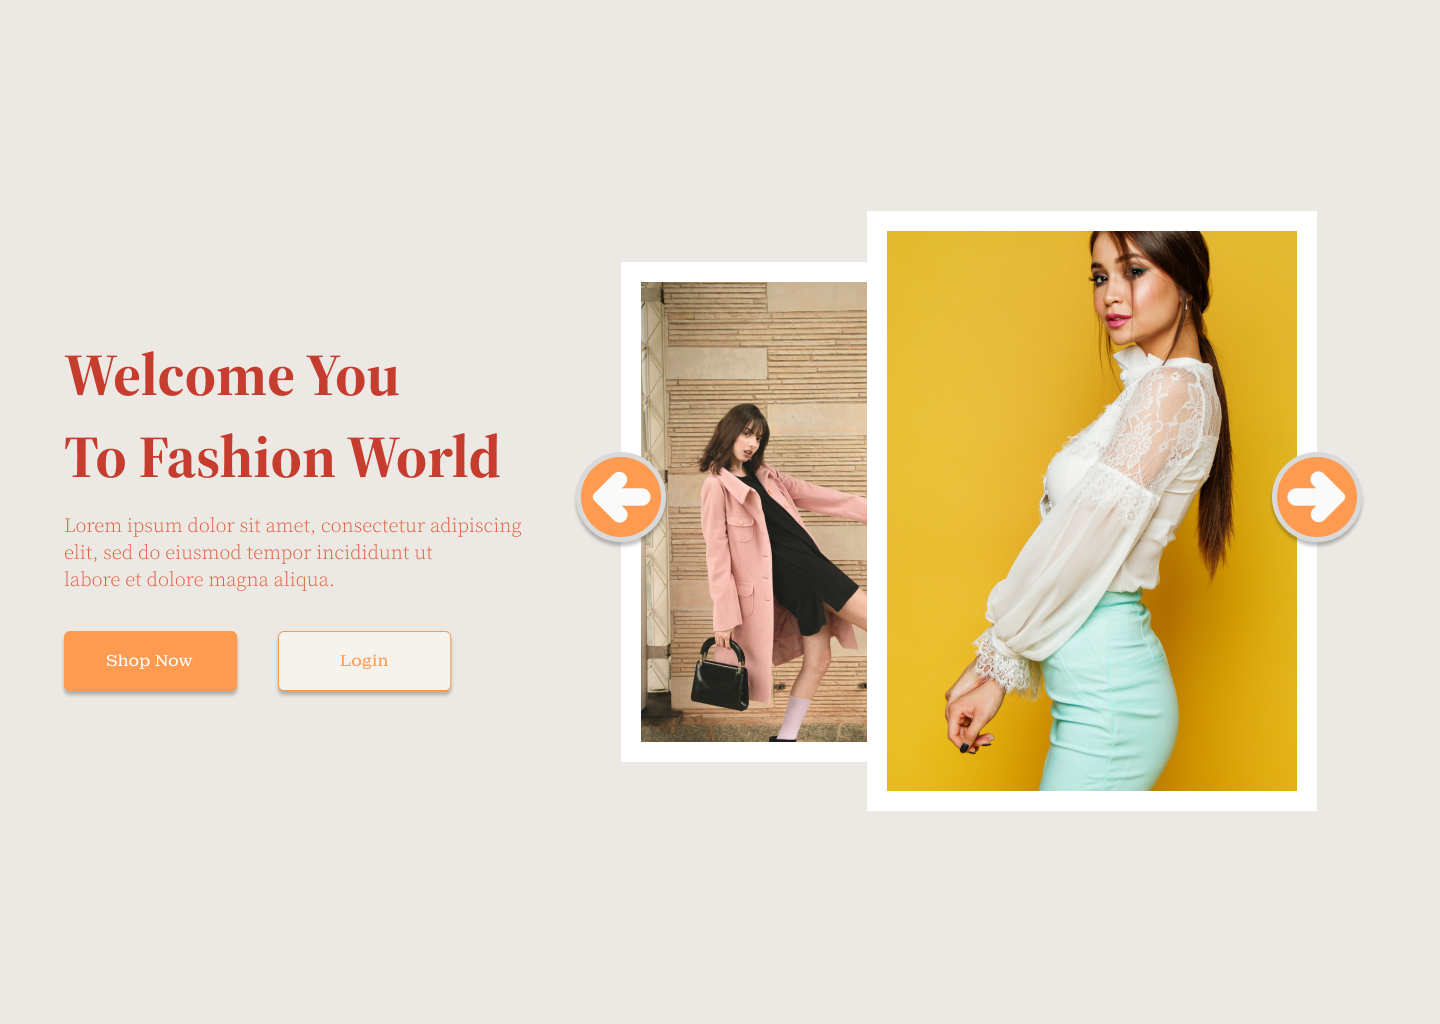 Welcome You
To Fashion World
Lorem ipsum dolor sit amet, consectetur adipiscing
elit, sed do eiusmod tempor incididunt ut
labore et dolore magna aliqua.
Shop Now
Login